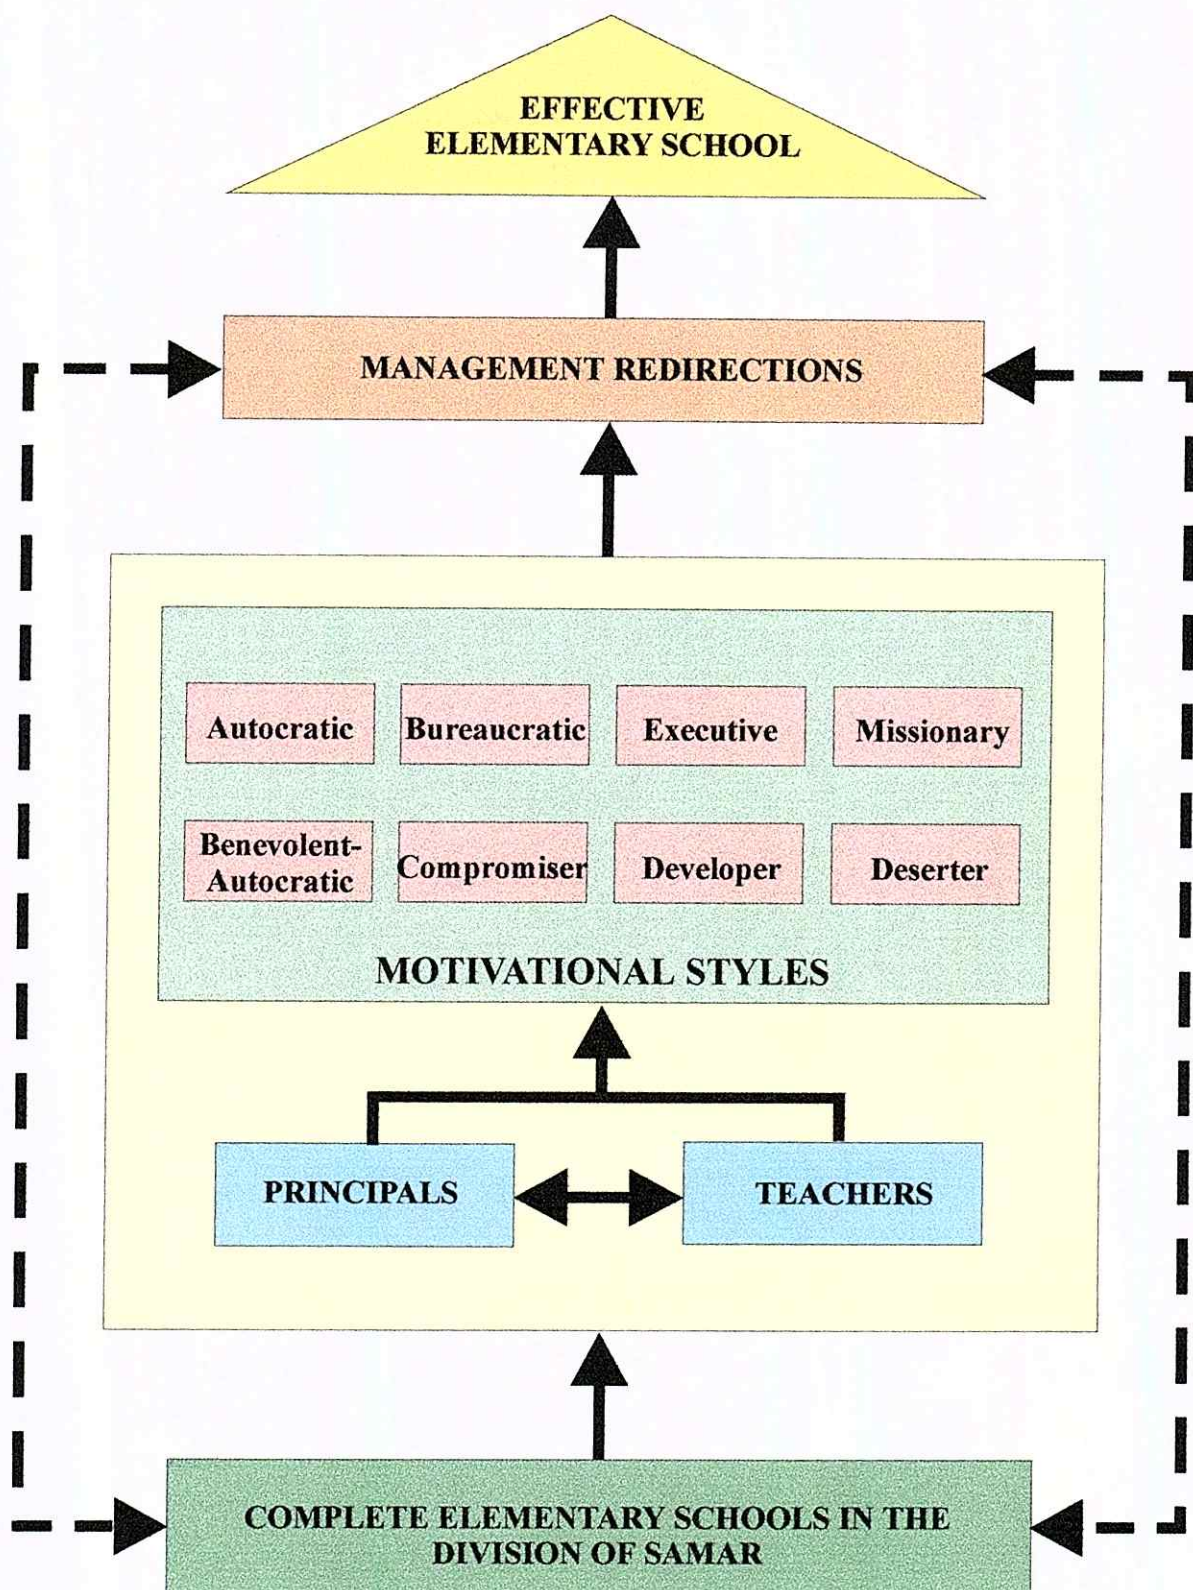 EFFECTIVE
ELEMENTARY SCHOOL
MANAGEMENT REDIRECTIONS
Autocratic Bureaucratic Executive Missionary
Benevolent-
Autocratic
Compromiser Developer Deserter
MOTIVATIONAL STYLES
PRINCIPALS TEACHERS
COMPLETE ELEMENTARY SCHOOLS IN THE
DIVISION OF SAMAR